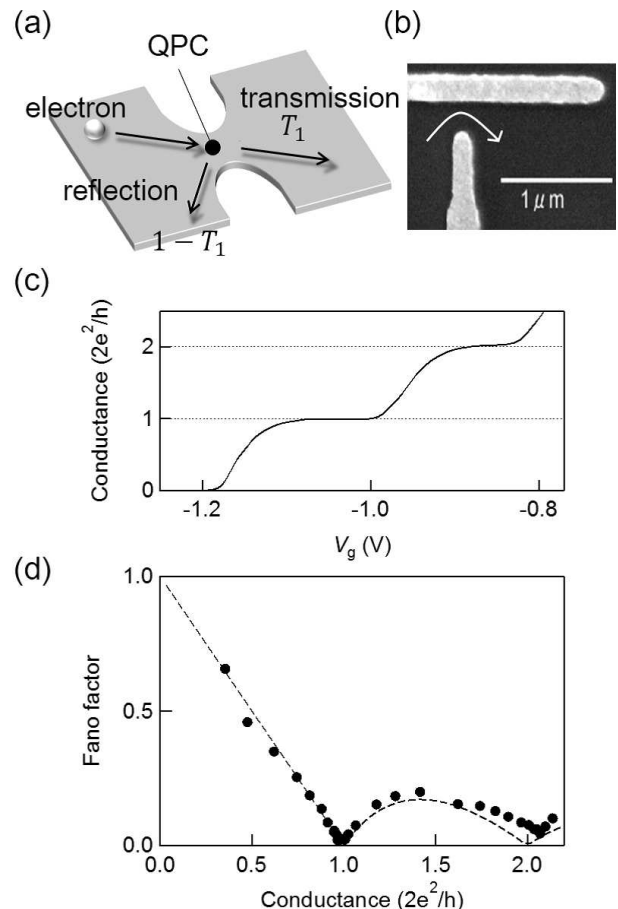 (a)
QPC
electron
transmission
T₁
reflection
1 − T₁
(b)
1 μm
(c)
Conductance (2e²/h)
2
1
0
-1.2
-1.0
-0.8
V_g (V)
(d)
Fano factor
1.0
0.5
0.0
0.0
0.5
1.0
1.5
2.0
Conductance (2e²/h)